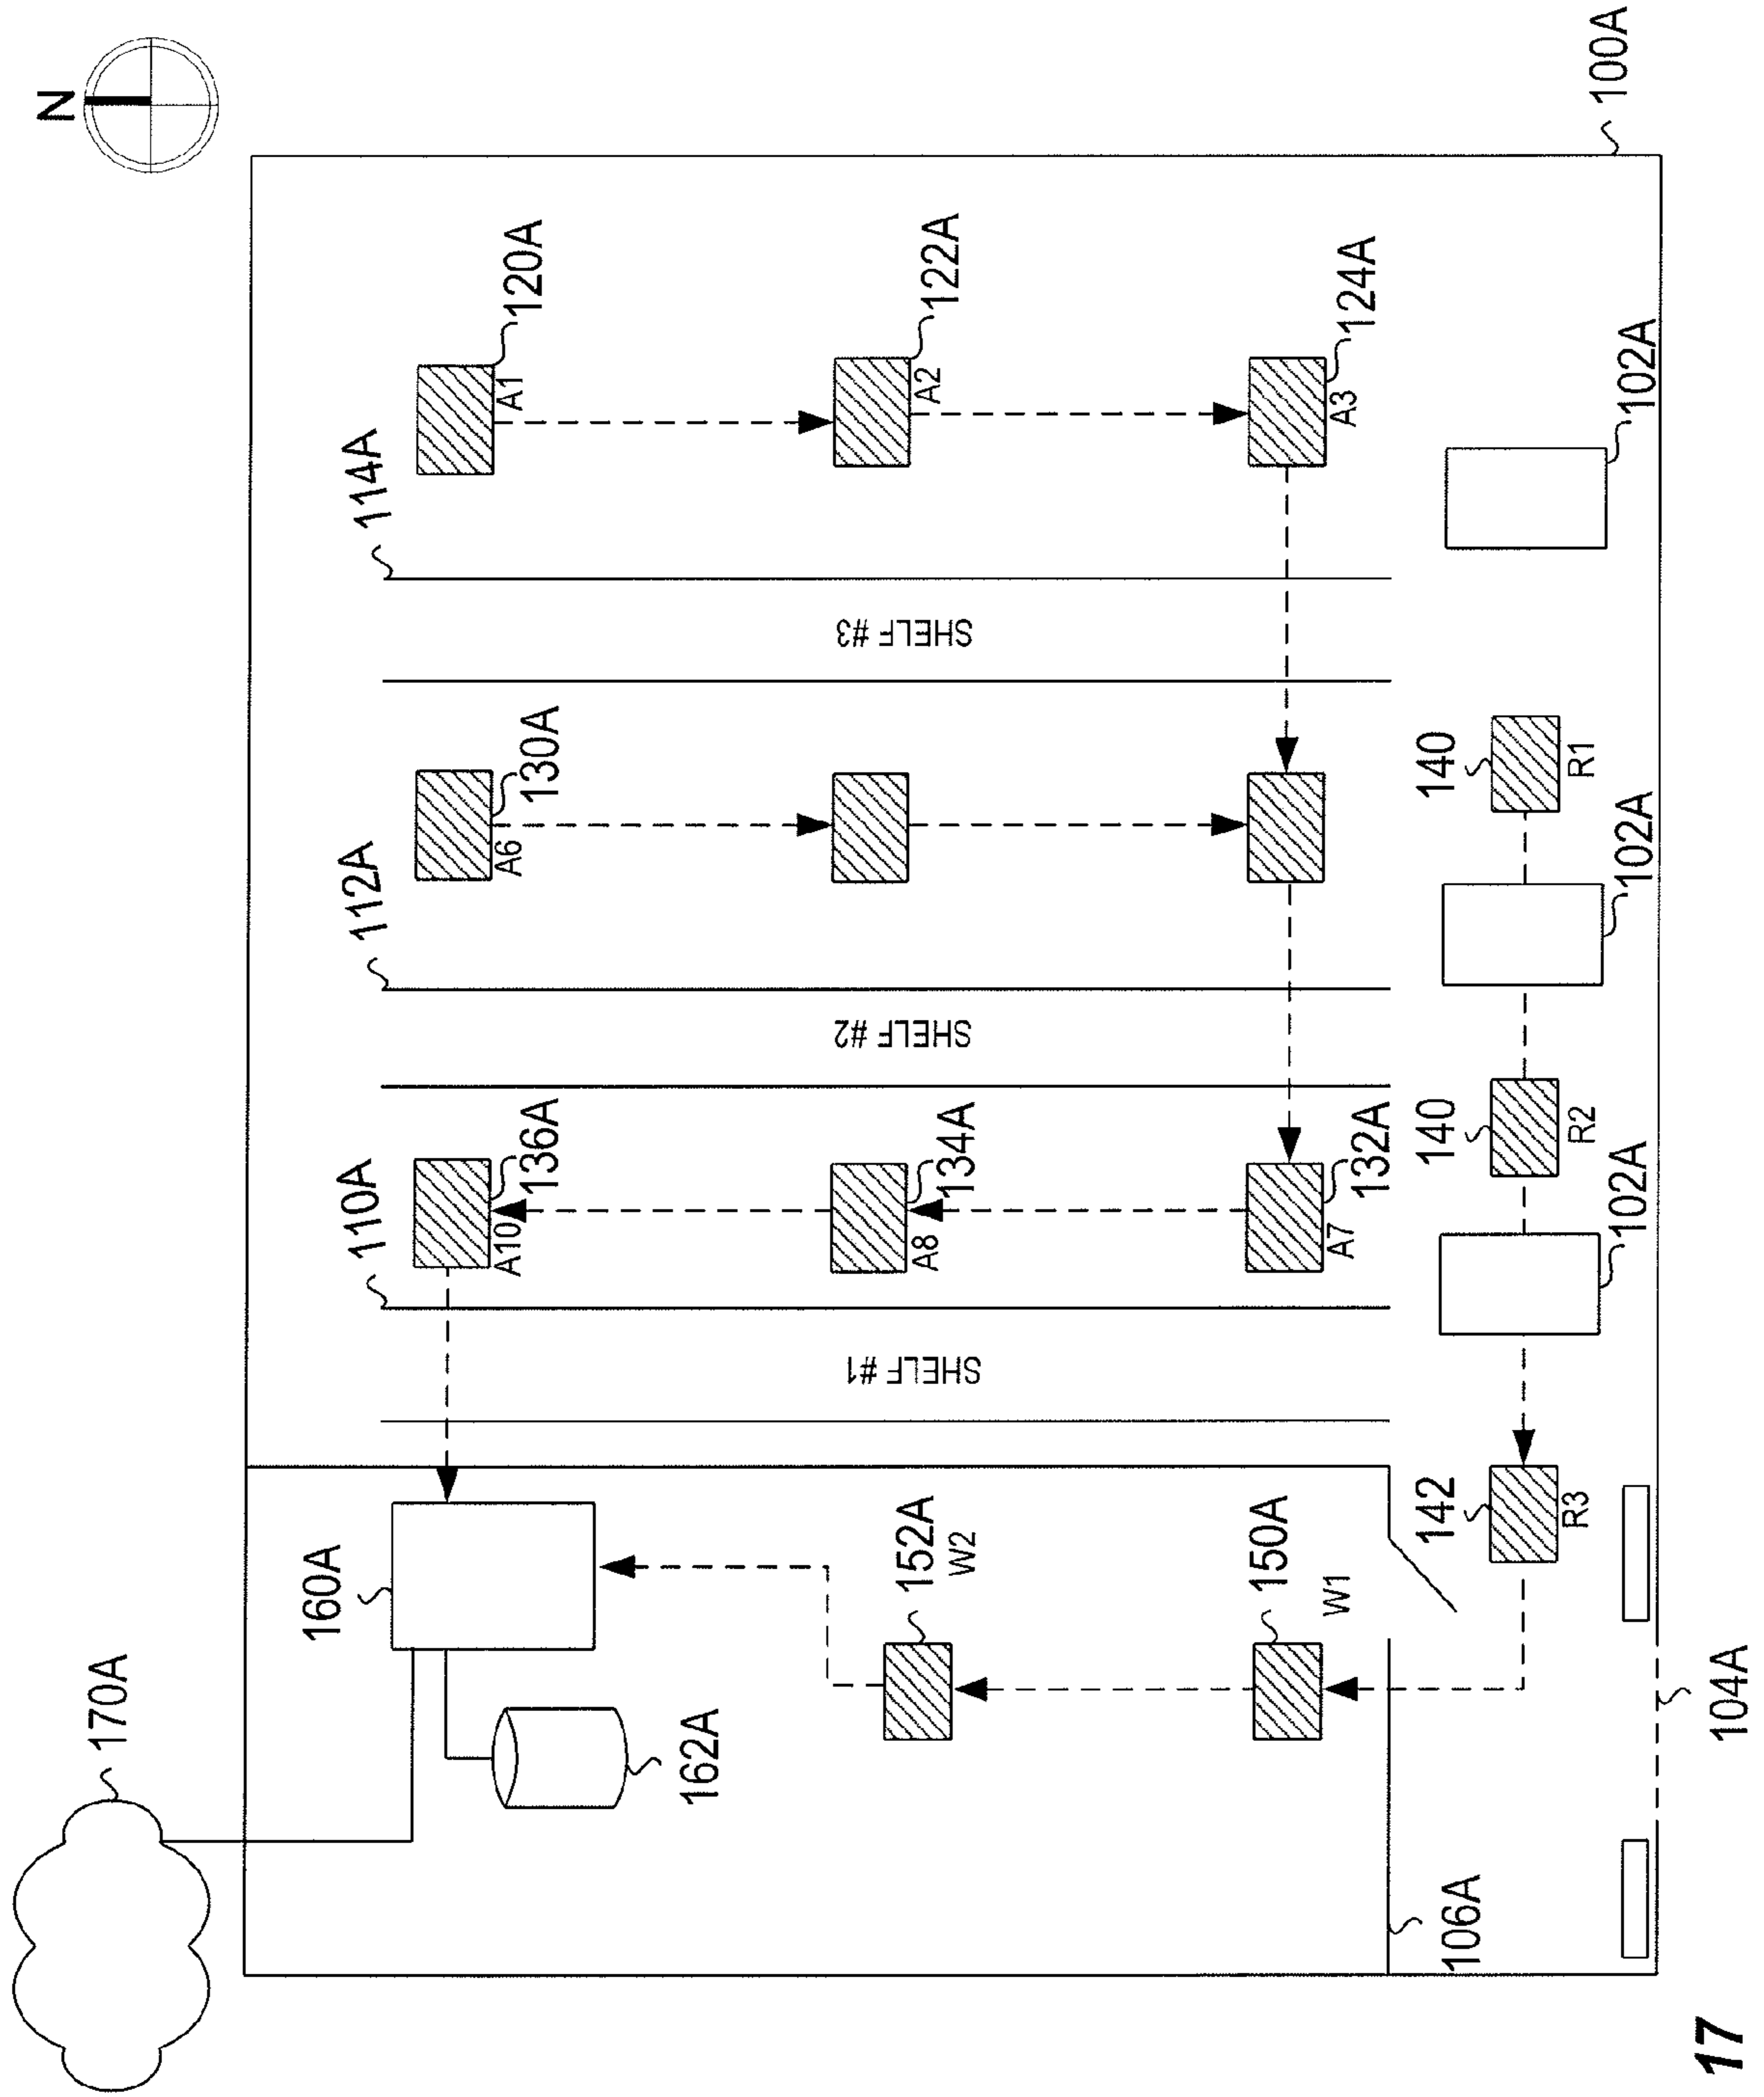 N
100A
120A
A1
122A
A2
124A
A3
102A
114A
SHELF #3
130A
A6
140
R1
102A
112A
SHELF #2
136A
A10
134A
A8
132A
A7
140
R2
102A
110A
SHELF #1
160A
152A
W2
150A
W1
142
R3
170A
162A
104A
106A
17